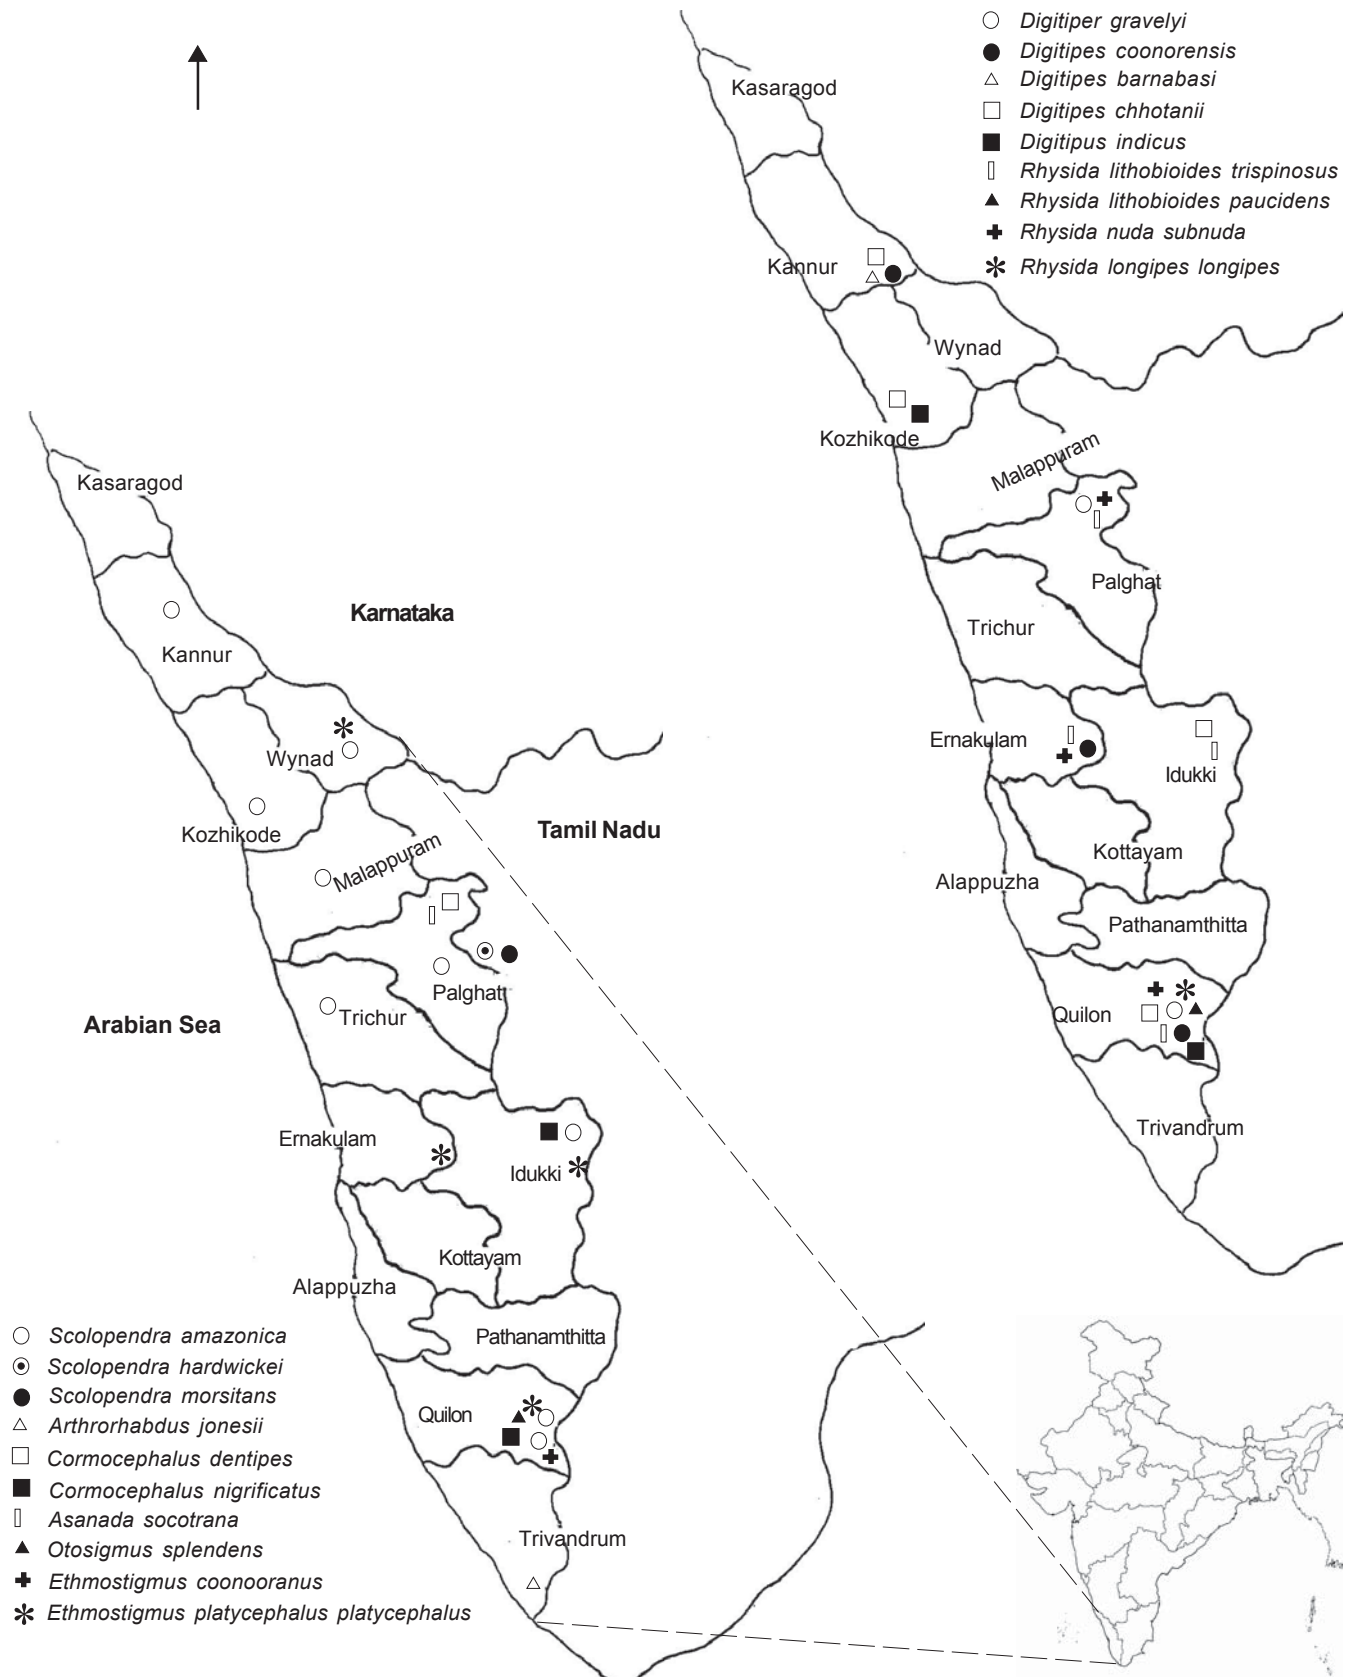 Digitiper gravelyi
Digitipes coonorensis
Digitipes barnabasi
Digitipes chhotanii
Digitipus indicus
Rhysida lithobioides trispinosus
Rhysida lithobioides paucidens
Rhysida nuda subnuda
Rhysida longipes longipes
Kasaragod
Kannur
Wynad
Kozhikode
Malappuram
Palghat
Trichur
Ernakulam
Idukki
Kottayam
Alappuzha
Pathanamthitta
Quilon
Trivandrum
Kasaragod
Kannur
Karnataka
Wynad
Kozhikode
Tamil Nadu
Malappuram
Palghat
Trichur
Arabian Sea
Ernakulam
Idukki
Kottayam
Alappuzha
Pathanamthitta
Quilon
Trivandrum
Scolopendra amazonica
Scolopendra hardwickei
Scolopendra morsitans
Arthrorhabdus jonesii
Cormocephalus dentipes
Cormocephalus nigrificatus
Asanada socotrana
Otosigmus splendens
Ethmostigmus coonooranus
Ethmostigmus platycephalus platycephalus